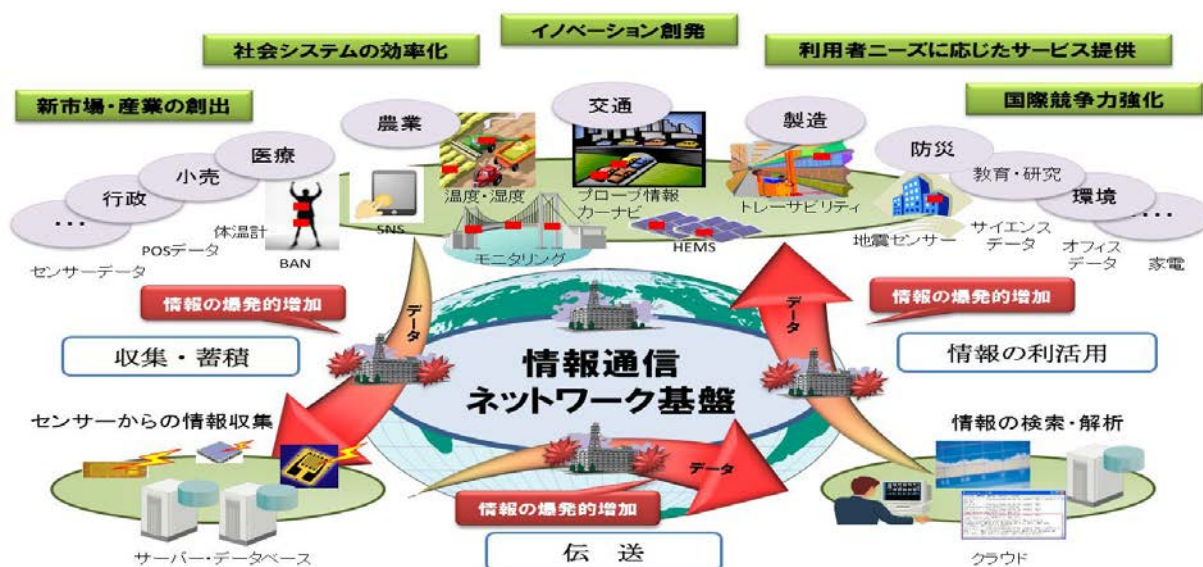 イノベーション創発
社会システムの効率化
利用者ニーズに応じたサービス提供
新市場・産業の創出
国際競争力強化
農業
交通
製造
医療
防災
小売
教育・研究
行政
環境
…
‥‥
温度・湿度
プローブ情報
カーナビ
トレーサビリティ
体温計
SNS
BAN
POSデータ
センサーデータ
モニタリング
HEMS
地震センサー
サイエンス
データ
オフィス
データ
家電
情報の爆発的増加
データ
データ
情報の爆発的増加
収集・蓄積
情報通信
ネットワーク基盤
情報の利活用
センサーからの情報収集
情報の検索・解析
データ
情報の爆発的増加
サーバー・データベース
伝送
クラウド